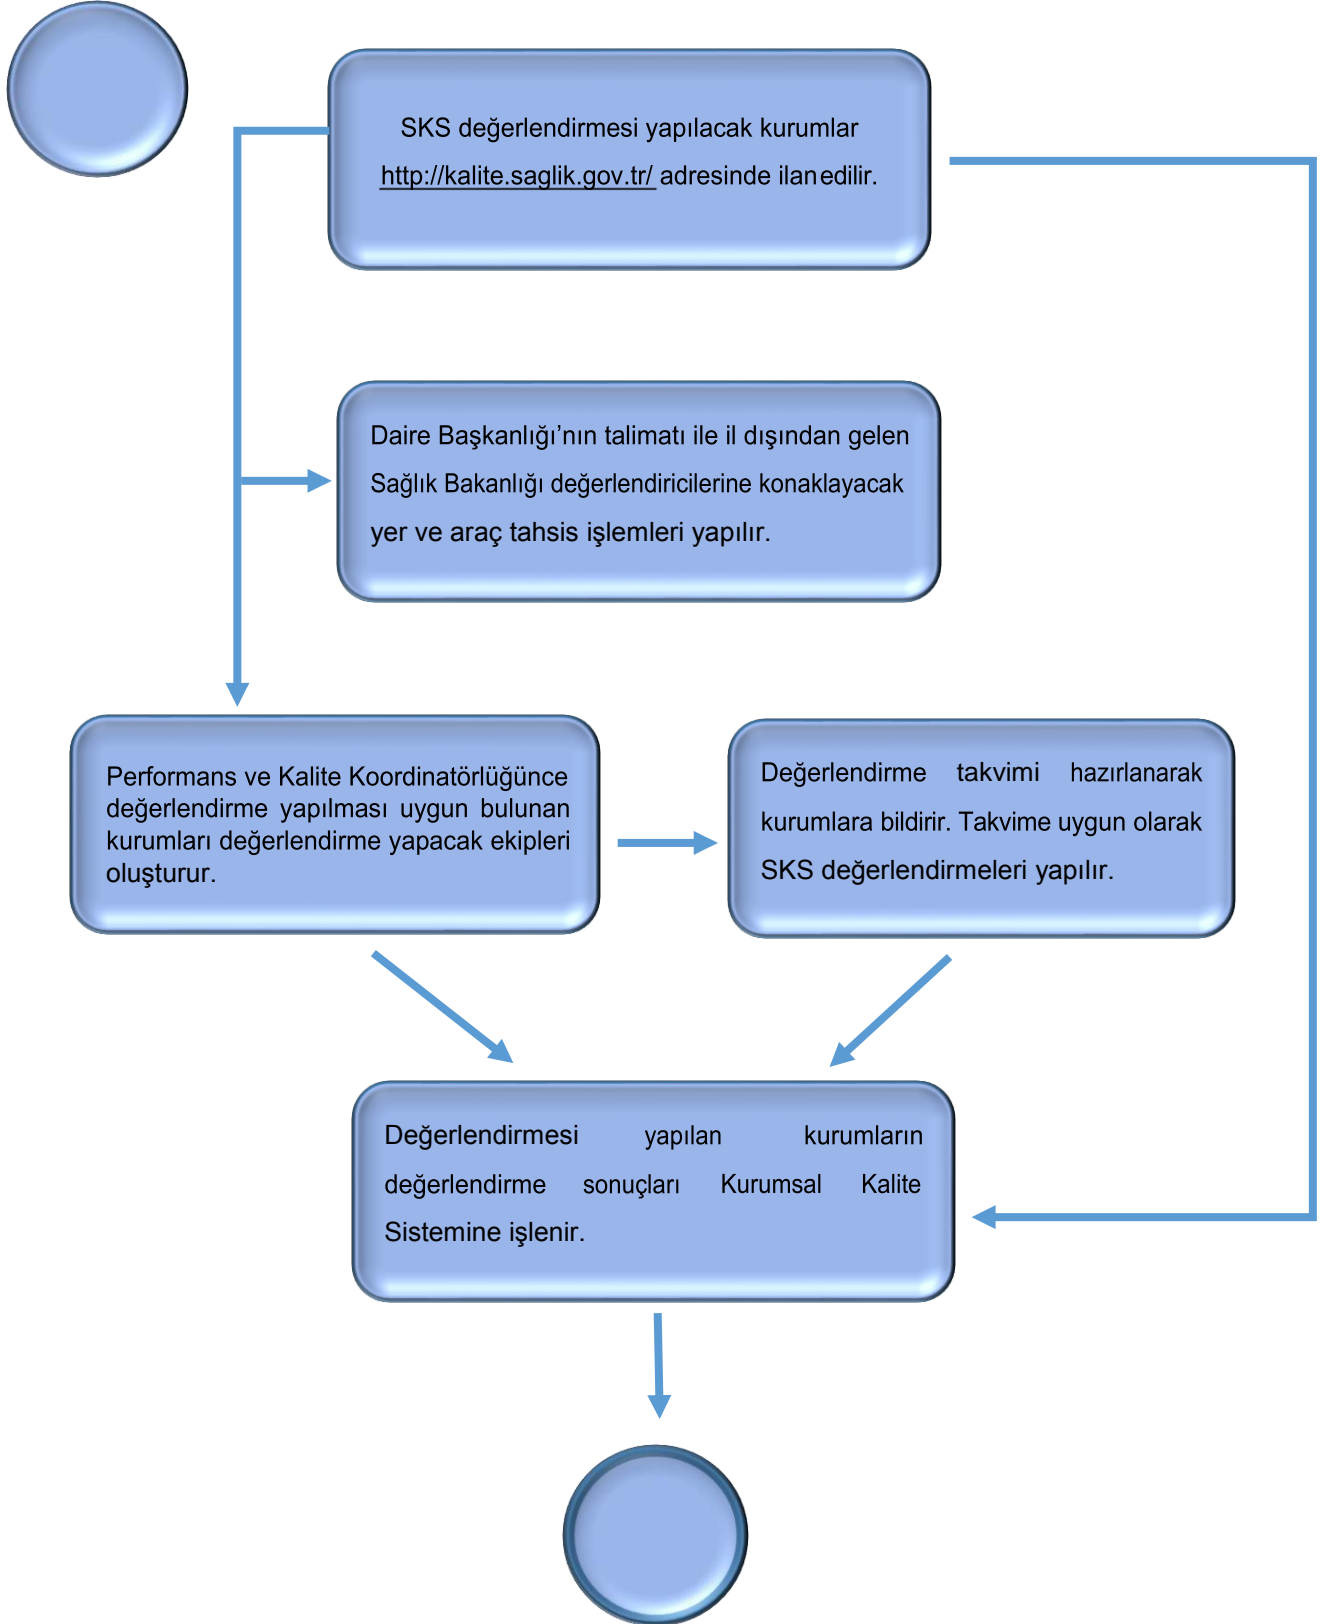 SKS değerlendirmesi yapılacak kurumlar
http://kalite.saglik.gov.tr/ adresinde ilan edilir.
Daire Başkanlığı’nın talimatı ile il dışından gelen
Sağlık Bakanlığı değerlendiricilerine konaklayacak
yer ve araç tahsis işlemleri yapılır.
Performans ve Kalite Koordinatörlüğünce
değerlendirme yapılması uygun bulunan
kurumları değerlendirme yapacak ekipleri
oluşturur.
Değerlendirme takvimi hazırlanarak
kurumlara bildirir. Takvime uygun olarak
SKS değerlendirmeleri yapılır.
Değerlendirmesi yapılan kurumların
değerlendirme sonuçları Kurumsal Kalite
Sistemine işlenir.